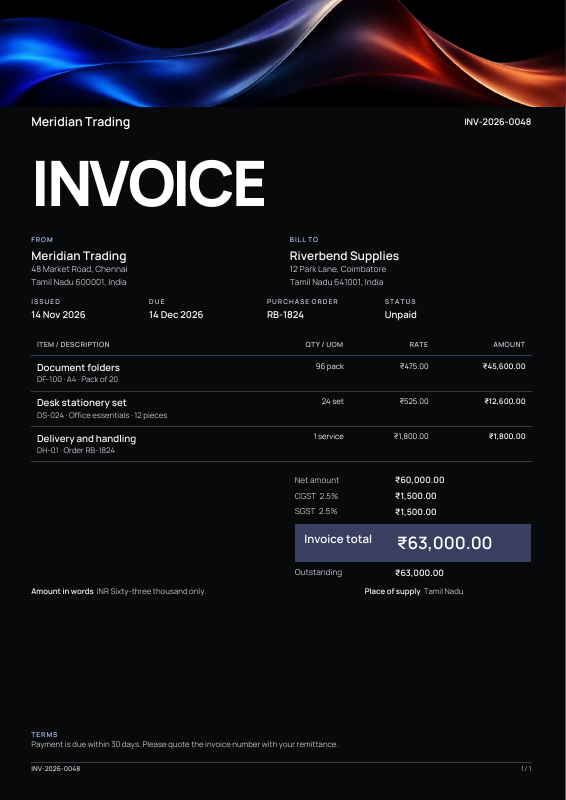 Meridian Trading INV-2026-0048
INVOICE
FROM BILL TO
Meridian Trading Riverbend Supplies
48 Market Road, Chennai 12 Park Lane, Coimbatore
Tamil Nadu 600001, India Tamil Nadu 641001, India
ISSUED DUE PURCHASE ORDER STATUS
14 Nov 2026 14 Dec 2026 RB-1824 Unpaid
ITEM / DESCRIPTION QTY / UOM RATE AMOUNT
Document folders 96 pack ₹475.00 ₹45,600.00
DF-100 · A4 · Pack of 20
Desk stationery set 24 set ₹525.00 ₹12,600.00
DS-024 · Office essentials · 12 pieces
Delivery and handling 1 service ₹1,800.00 ₹1,800.00
DH-01 · Order RB-1824
Net amount ₹60,000.00
CGST 2.5% ₹1,500.00
SGST 2.5% ₹1,500.00
Invoice total ₹63,000.00
Outstanding ₹63,000.00
Amount in words INR Sixty-three thousand only. Place of supply Tamil Nadu
TERMS
Payment is due within 30 days. Please quote the invoice number with your remittance.
INV-2026-0048 1 / 1